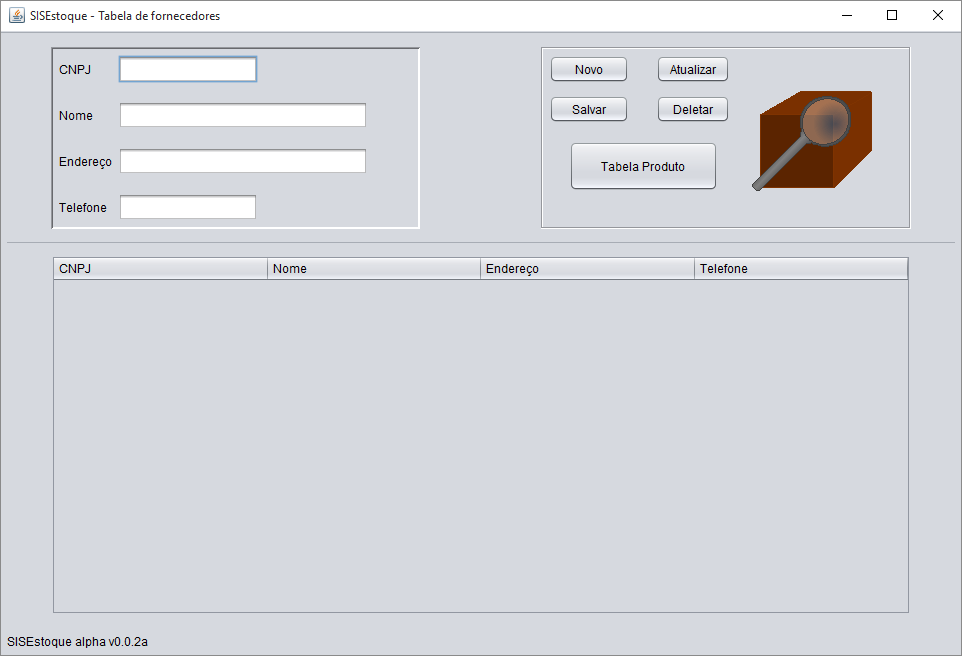 SISEstoque - Tabela de fornecedores
CNPJ
Nome
Endereço
Telefone
Novo Atualizar
Salvar Deletar
Tabela Produto
CNPJ Nome Endereço Telefone
SISEstoque alpha v0.0.2a